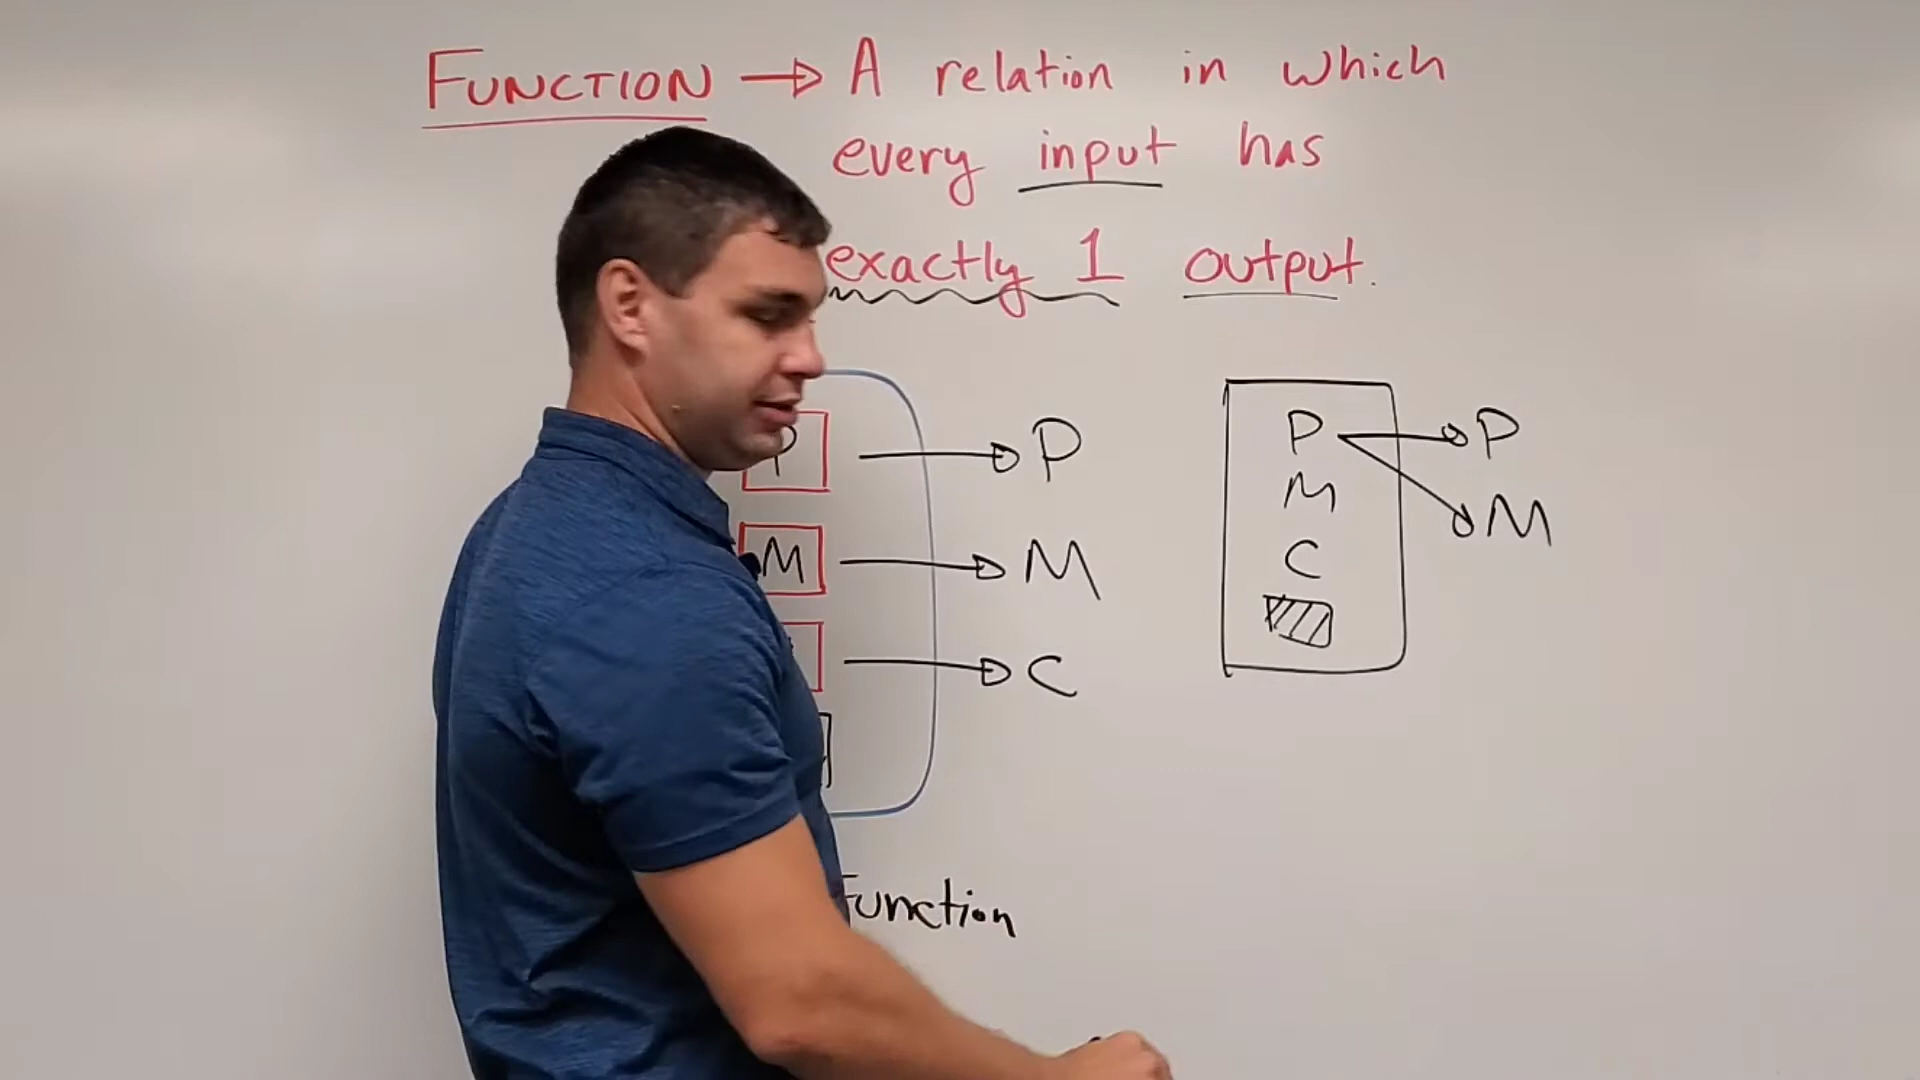 FUNCTION → A relation in which
every input has
exactly 1 output.
P → P
M → M
→ C
P → P
M M
C
Function